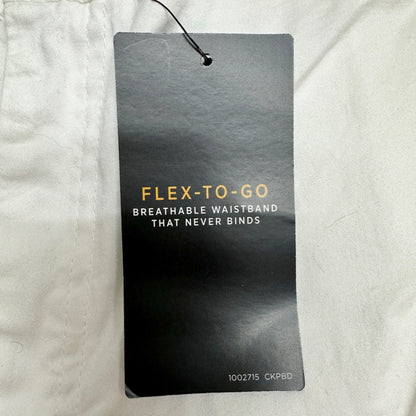 FLEX-TO-GO
BREATHABLE WAISTBAND
THAT NEVER BINDS
1002715 CKPBD